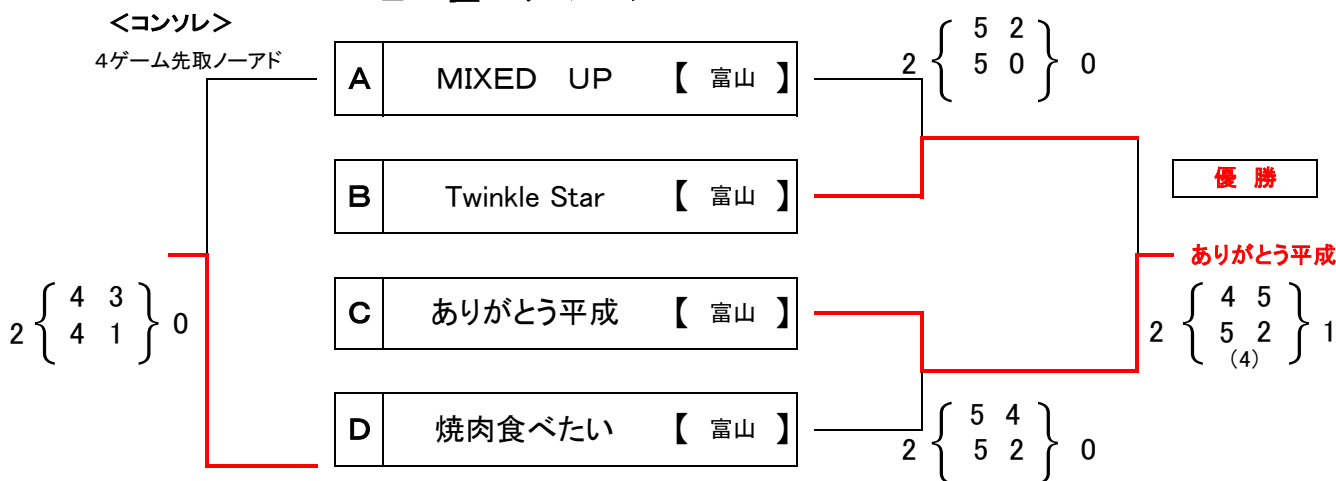 <コンソレ>
4ゲーム先取ノーアド
A MIXED UP 【 富山 】
B Twinkle Star 【 富山 】
C ありがとう平成 【 富山 】
D 焼肉食べたい 【 富山 】
2 { 5 2
5 0 } 0
優 勝
ありがとう平成
2 { 4 3
4 1 } 0
2 { 4 5
5 2 } 1
(4)
2 { 5 4
5 2 } 0